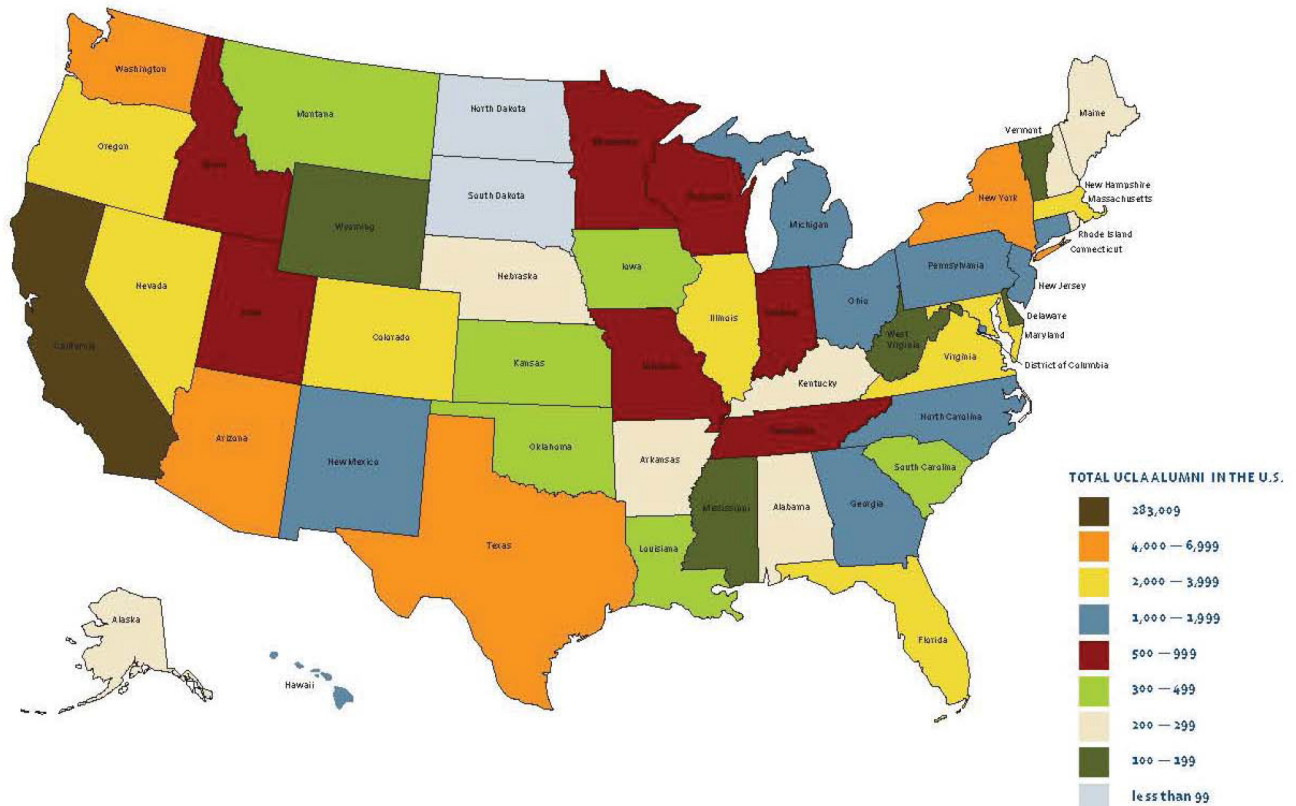 Washington
Montana
North Dakota
Oregon
South Dakota
Wyoming
Nebraska
Iowa
Nevada
California
Colorado
Kansas
Illinois
Michigan
Ohio
Pennsylvania
New York
Vermont
Maine
New Hampshire
Massachusetts
Rhode Island
Connecticut
New Jersey
Delaware
Maryland
District of Columbia
West
Virginia
Virginia
Kentucky
North Carolina
South Carolina
Arizona
New Mexico
Oklahoma
Arkansas
Texas
Louisiana
Mississippi
Alabama
Georgia
Florida
Alaska
Hawaii
TOTAL UCLA ALUMNI IN THE U.S.
283,009
4,000 — 6,999
2,000 — 3,999
1,000 — 1,999
500 — 999
300 — 499
200 — 299
100 — 199
less than 99